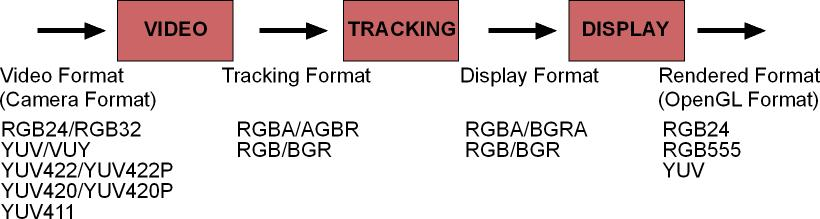 VIDEO
TRACKING
DISPLAY
Video Format
(Camera Format)
RGB24/RGB32
YUV/VUY
YUV422/YUV422P
YUV420/YUV420P
YUV411
Tracking Format
RGBA/AGBR
RGB/BGR
Display Format
RGBA/BGRA
RGB/BGR
Rendered Format
(OpenGL Format)
RGB24
RGB555
YUV